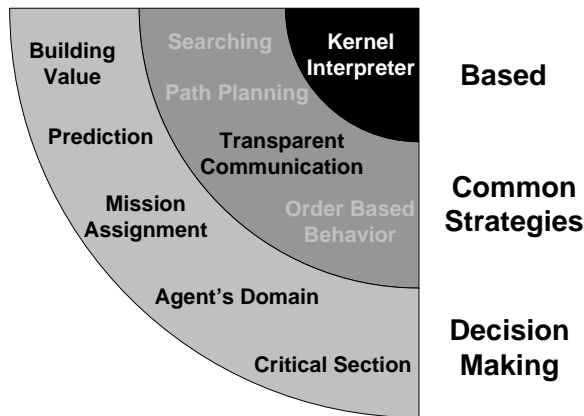 Building
Value
Prediction
Mission
Assignment
Agent's Domain
Critical Section
Searching
Path Planning
Transparent
Communication
Order Based
Behavior
Kernel
Interpreter
Based
Common
Strategies
Decision
Making